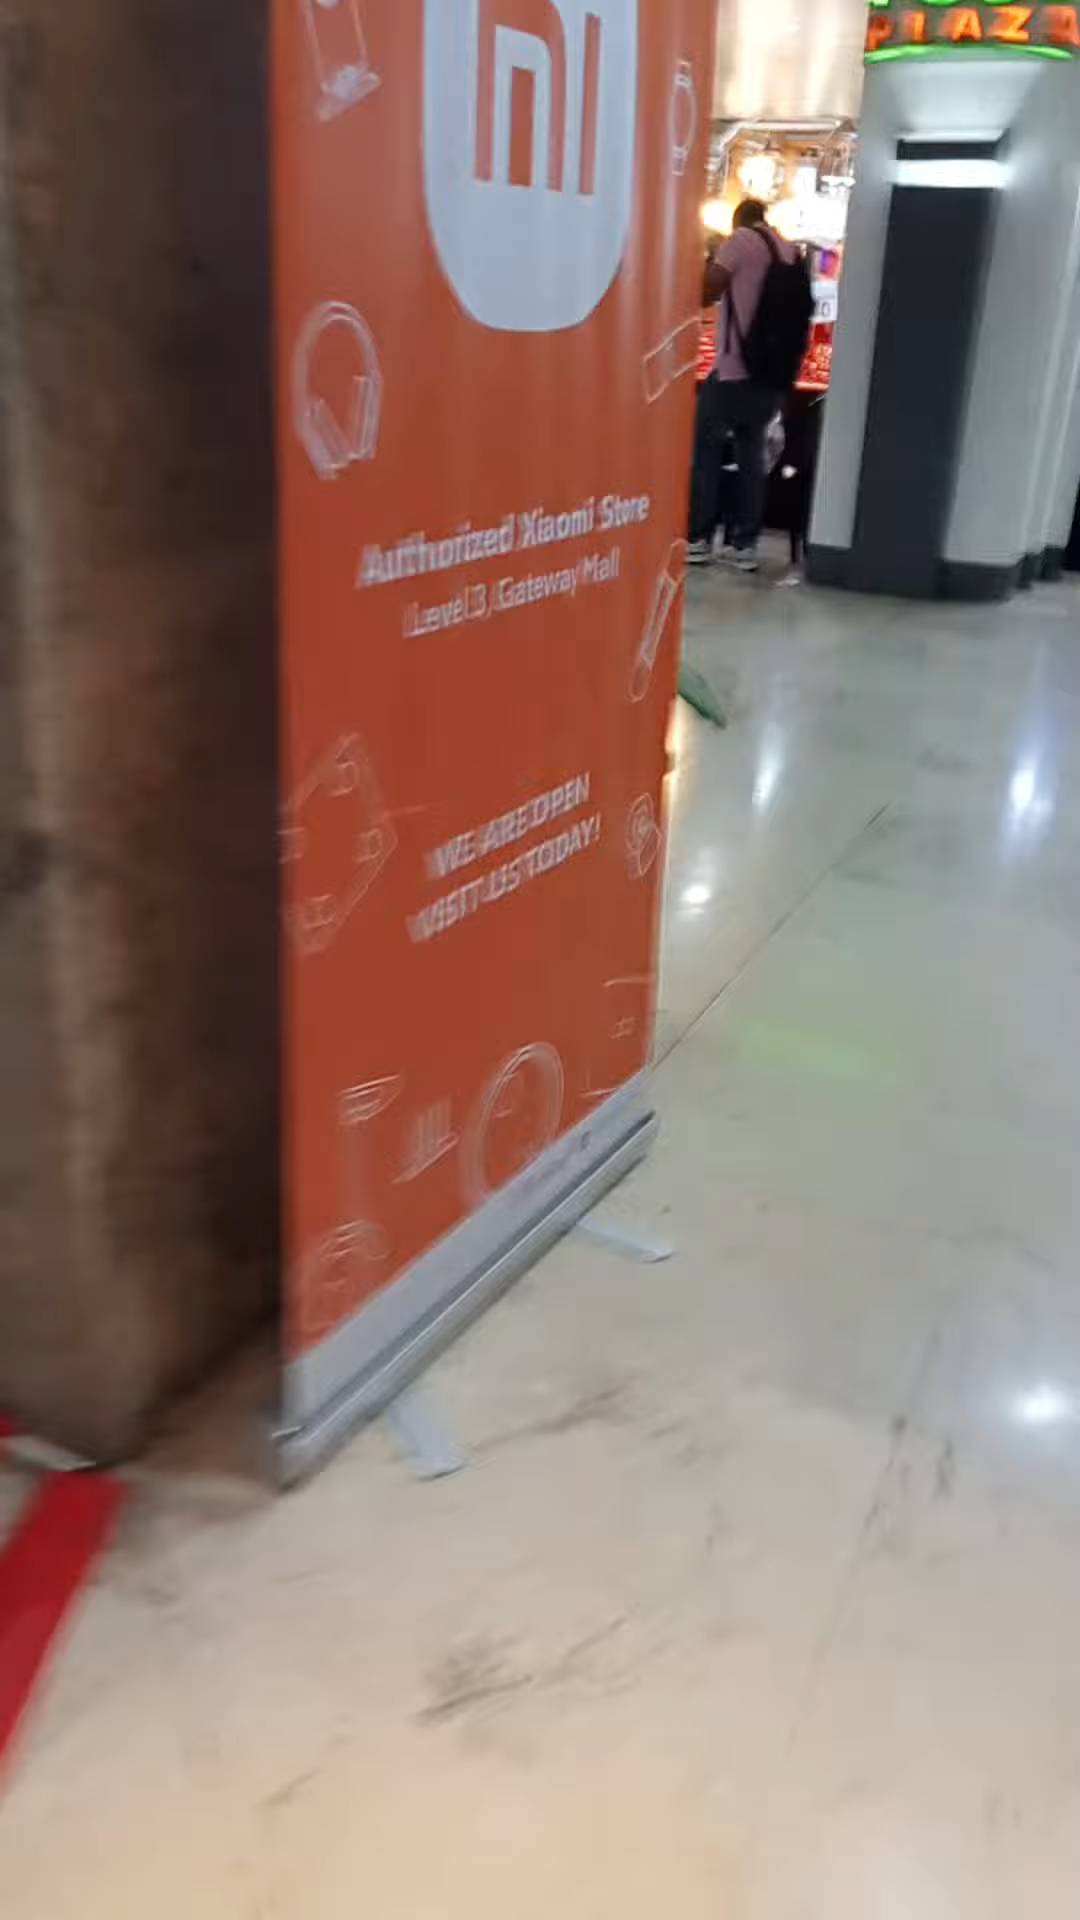 PLAZA
mi
Authorized Xiaomi Store
Level 3, Gateway Mall
WE ARE OPEN
VISIT US TODAY!